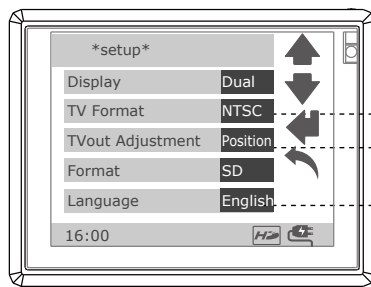 *setup*
Display Dual
TV Format NTSC
TVout Adjustment Position
Format SD
Language English
16:00